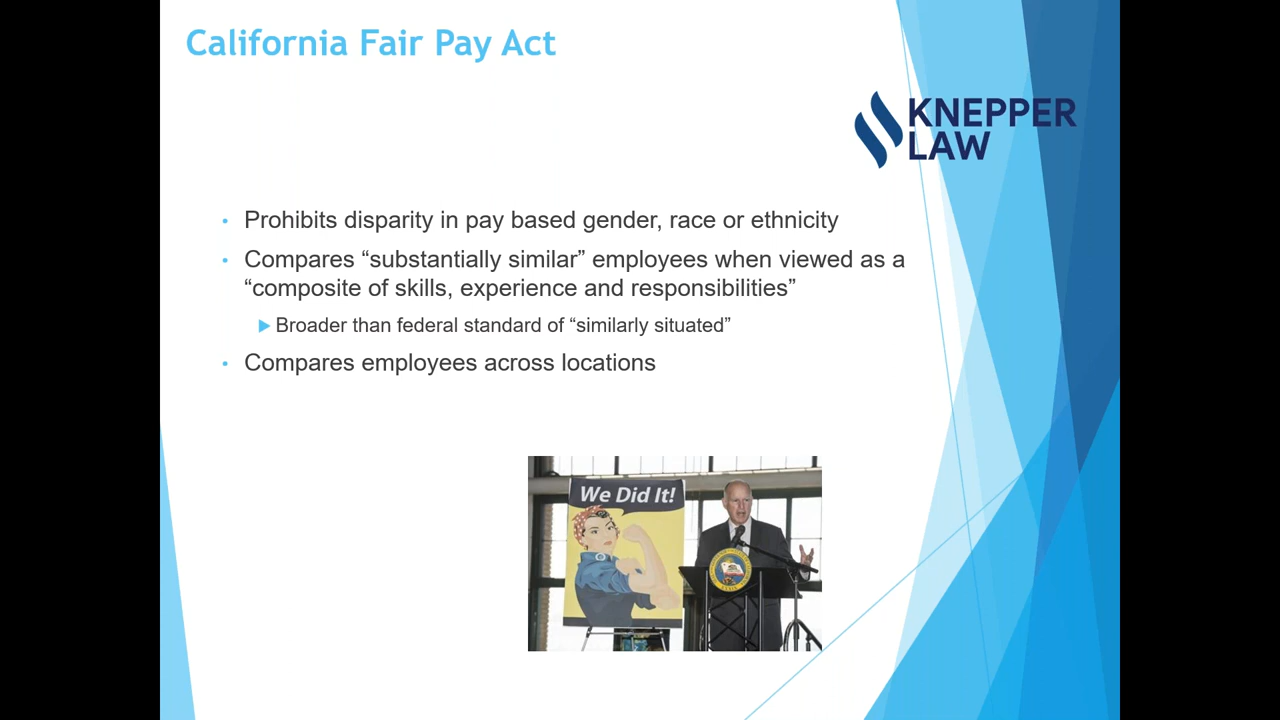 California Fair Pay Act
KNEPPER
LAW
Prohibits disparity in pay based gender, race or ethnicity
Compares “substantially similar” employees when viewed as a
“composite of skills, experience and responsibilities”
Broader than federal standard of “similarly situated”
Compares employees across locations
We Did It!